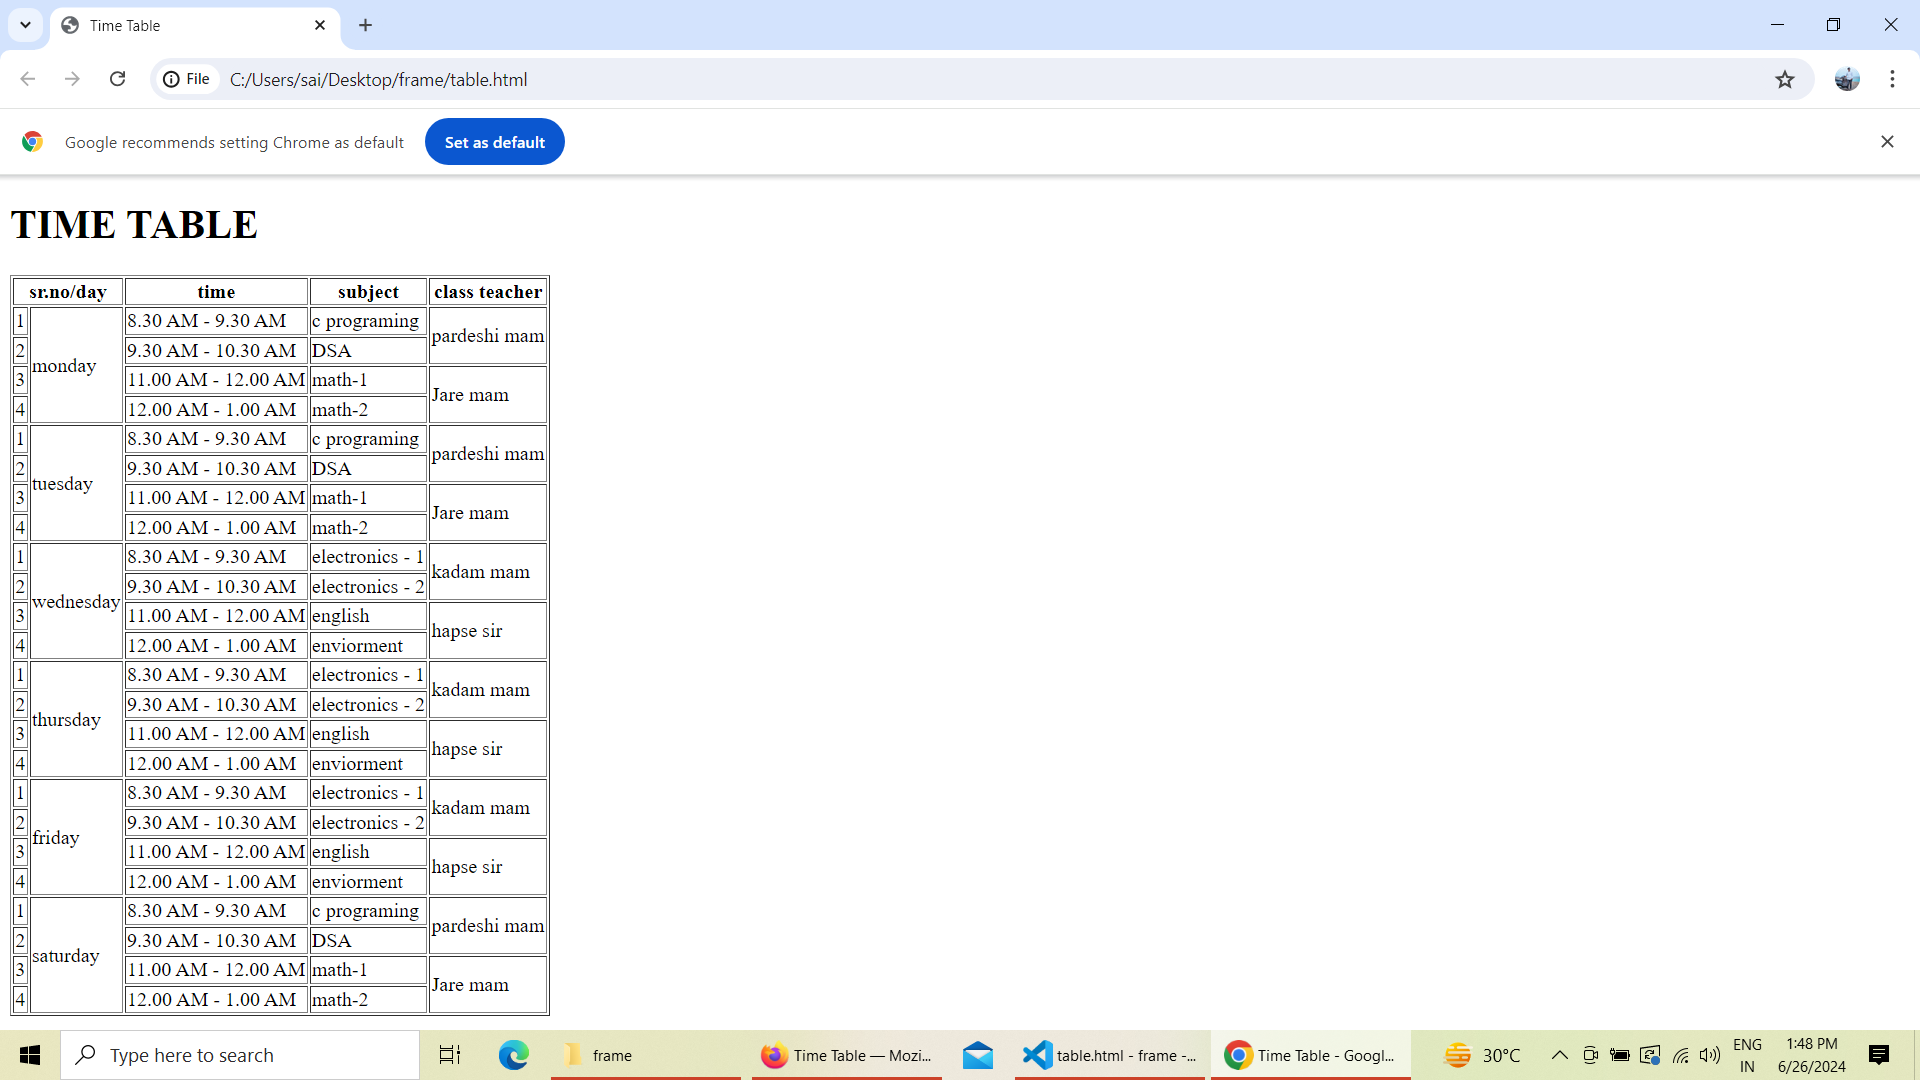 Time Table
File
C:/Users/sai/Desktop/frame/table.html
Google recommends setting Chrome as default
Set as default
TIME TABLE
sr.no/day time subject class teacher
1 monday 8.30 AM - 9.30 AM c programing pardeshi mam
2 9.30 AM - 10.30 AM DSA
3 11.00 AM - 12.00 AM math-1 Jare mam
4 12.00 AM - 1.00 AM math-2
1 tuesday 8.30 AM - 9.30 AM c programing pardeshi mam
2 9.30 AM - 10.30 AM DSA
3 11.00 AM - 12.00 AM math-1 Jare mam
4 12.00 AM - 1.00 AM math-2
1 wednesday 8.30 AM - 9.30 AM electronics - 1 kadam mam
2 9.30 AM - 10.30 AM electronics - 2
3 11.00 AM - 12.00 AM english hapse sir
4 12.00 AM - 1.00 AM enviorment
1 thursday 8.30 AM - 9.30 AM electronics - 1 kadam mam
2 9.30 AM - 10.30 AM electronics - 2
3 11.00 AM - 12.00 AM english hapse sir
4 12.00 AM - 1.00 AM enviorment
1 friday 8.30 AM - 9.30 AM electronics - 1 kadam mam
2 9.30 AM - 10.30 AM electronics - 2
3 11.00 AM - 12.00 AM english hapse sir
4 12.00 AM - 1.00 AM enviorment
1 saturday 8.30 AM - 9.30 AM c programing pardeshi mam
2 9.30 AM - 10.30 AM DSA
3 11.00 AM - 12.00 AM math-1 Jare mam
4 12.00 AM - 1.00 AM math-2
Type here to search
frame
Time Table — Mozi...
table.html - frame -...
Time Table - Googl...
30°C
ENG
IN
1:48 PM
6/26/2024